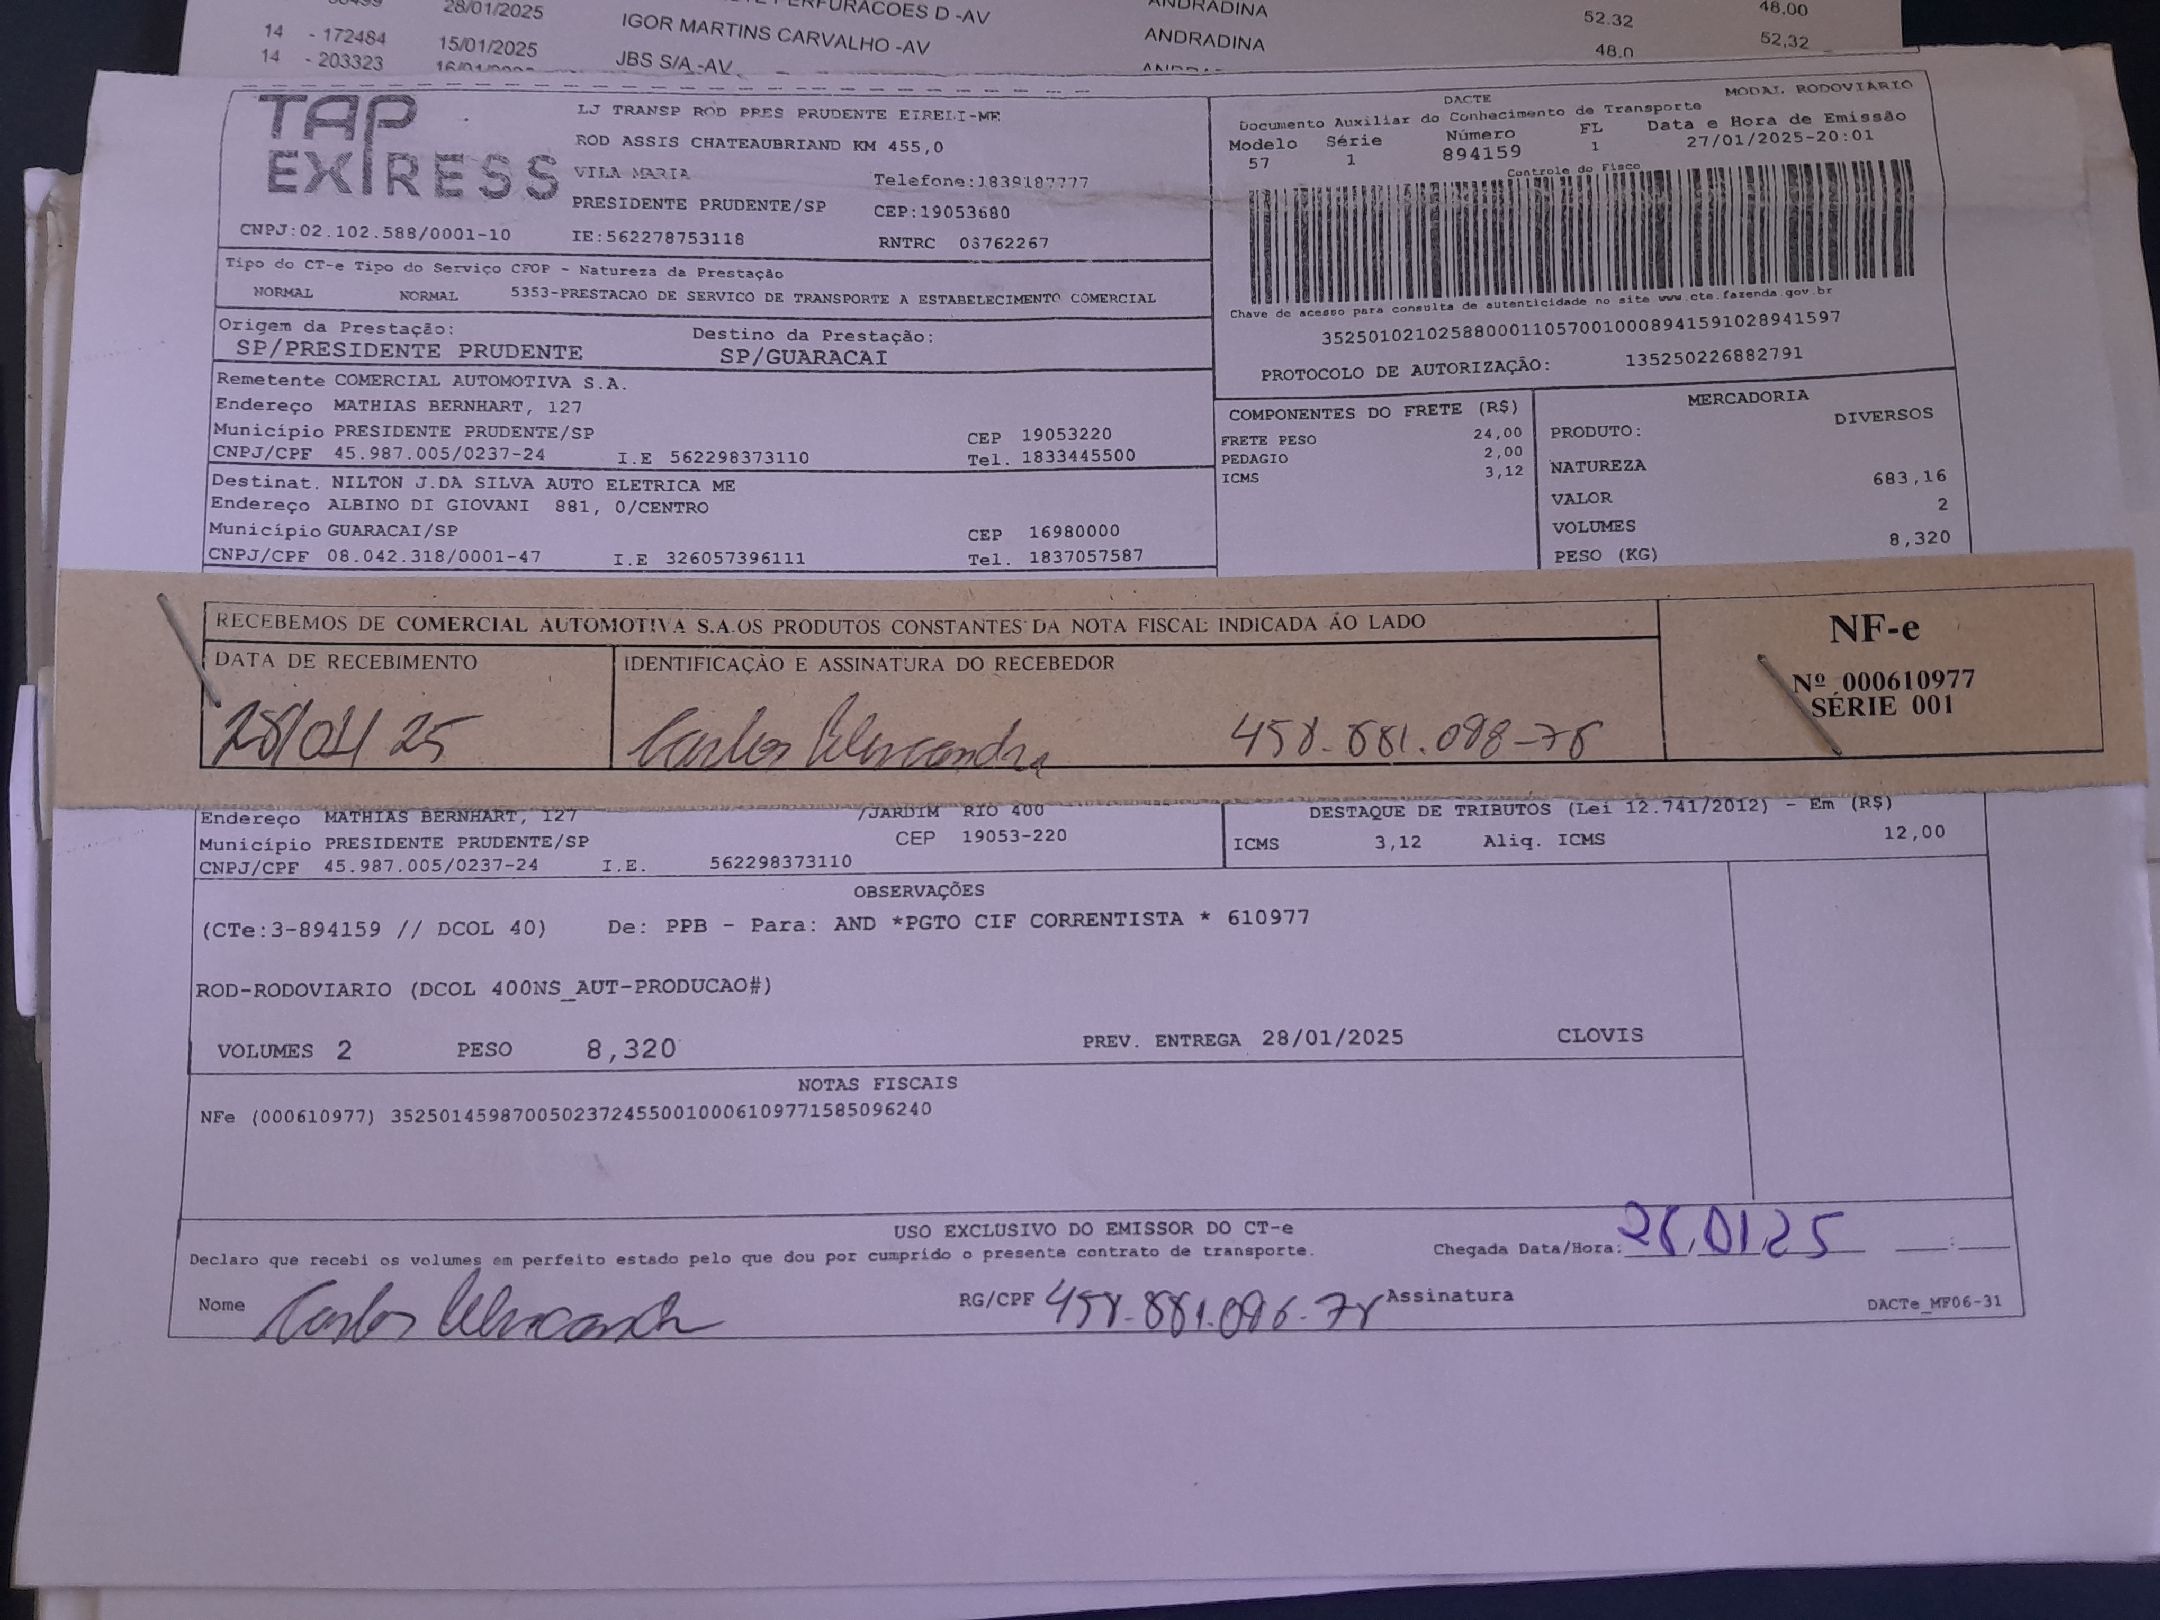 28/01/2025 PERFURACOES D -AV ANDRADINA 52.32 48,00
14 - 172484 15/01/2025 IGOR MARTINS CARVALHO -AV ANDRADINA 52,32
14 - 203323 JBS S/A -AV
TAP EXPRESS
LJ TRANSP ROD PRES PRUDENTE EIRELI-ME
ROD ASSIS CHATEAUBRIAND KM 455,0
VILA MARIA Telefone:1839187777
PRESIDENTE PRUDENTE/SP CEP:19053680
CNPJ:02.102.588/0001-10 IE:562278753118 RNTRC 03762267
DACTE MODAL RODOVIARIO
Documento Auxiliar do Conhecimento de Transporte
Modelo Série Número FL Data e Hora de Emissão
57 1 894159 1 27/01/2025-20:01
Controle do Fisco
Chave de acesso para consulta de autenticidade no site www.cte.fazenda.gov.br
35250102102588000110570010008941591028941597
PROTOCOLO DE AUTORIZAÇÃO: 135250226882791
Tipo do CT-e Tipo do Serviço CFOP - Natureza da Prestação
NORMAL NORMAL 5353-PRESTACAO DE SERVICO DE TRANSPORTE A ESTABELECIMENTO COMERCIAL
Origem da Prestação: Destino da Prestação:
SP/PRESIDENTE PRUDENTE SP/GUARACAI
Remetente COMERCIAL AUTOMOTIVA S.A.
Endereço MATHIAS BERNHART, 127
Município PRESIDENTE PRUDENTE/SP CEP 19053220
CNPJ/CPF 45.987.005/0237-24 I.E 562298373110 Tel. 1833445500
Destinat. NILTON J.DA SILVA AUTO ELETRICA ME
Endereço ALBINO DI GIOVANI 881, 0/CENTRO
Município GUARACAI/SP CEP 16980000
CNPJ/CPF 08.042.318/0001-47 I.E 326057396111 Tel. 1837057587
COMPONENTES DO FRETE (R$)
FRETE PESO 24,00
PEDAGIO 2,00
ICMS 3,12
MERCADORIA
PRODUTO: DIVERSOS
NATUREZA
VALOR 683,16
VOLUMES 2
PESO (KG) 8,320
RECEBEMOS DE COMERCIAL AUTOMOTIVA S.A.OS PRODUTOS CONSTANTES DA NOTA FISCAL INDICADA AO LADO
DATA DE RECEBIMENTO IDENTIFICAÇÃO E ASSINATURA DO RECEBEDOR
28/01/25 Carlos
NF-e
Nº 000610977
SÉRIE 001
Endereço MATHIAS BERNHART, 127 /JARDIM RIO 400
Município PRESIDENTE PRUDENTE/SP CEP 19053-220
CNPJ/CPF 45.987.005/0237-24 I.E. 562298373110
DESTAQUE DE TRIBUTOS (Lei 12.741/2012) - Em (R$)
ICMS 3,12 Aliq. ICMS 12,00
OBSERVAÇÕES
(CTe:3-894159 // DCOL 40) De: PPB - Para: AND *PGTO CIF CORRENTISTA * 610977
ROD-RODOVIARIO (DCOL 400NS_AUT-PRODUCAO#)
VOLUMES 2 PESO 8,320 PREV. ENTREGA 28/01/2025 CLOVIS
NOTAS FISCAIS
NFe (000610977) 35250145987005023724550010006109771585096240
USO EXCLUSIVO DO EMISSOR DO CT-e
Declaro que recebi os volumes em perfeito estado pelo que dou por cumprido o presente contrato de transporte. Chegada Data/Hora: 28/01/25 __:__
Nome Carlos RG/CPF Assinatura DACTe_MF06-31